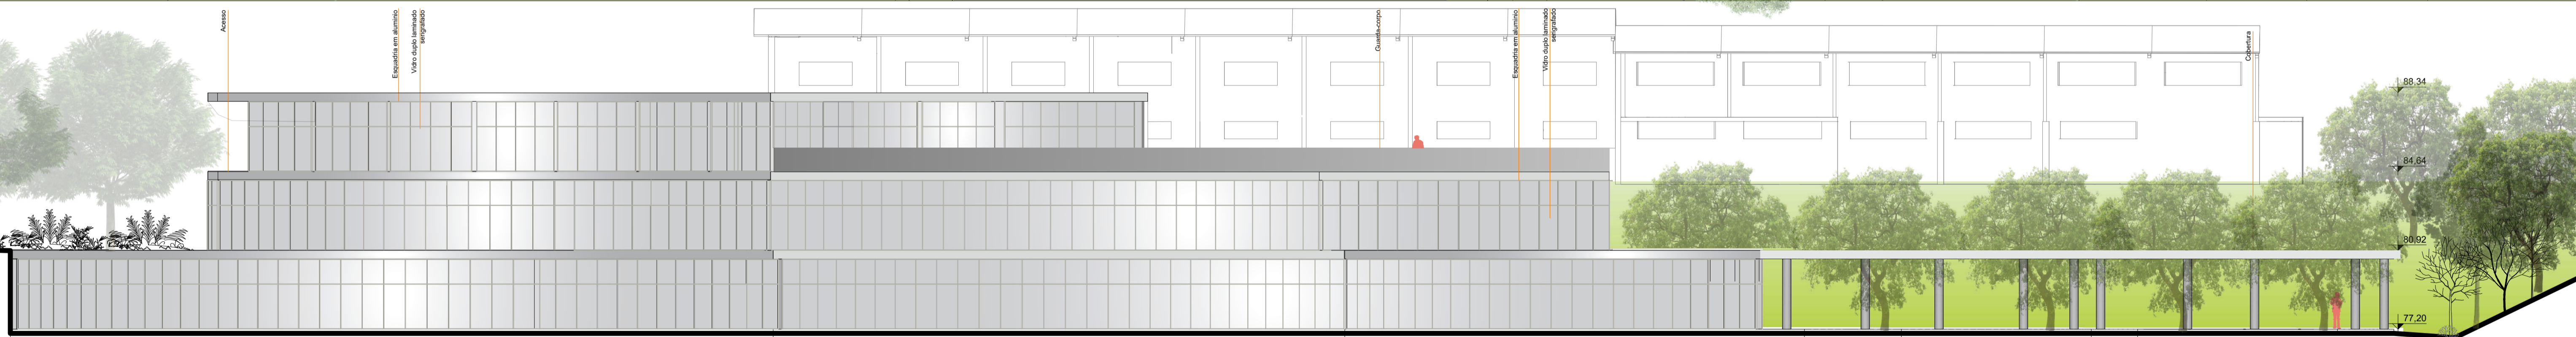 Acesso
Esquadria em alumínio
Vidro duplo laminado
serigrafado
Guarda-corpo
Esquadria em alumínio
Vidro duplo laminado
serigrafado
Cobertura
88,34
84,64
80,92
77,20